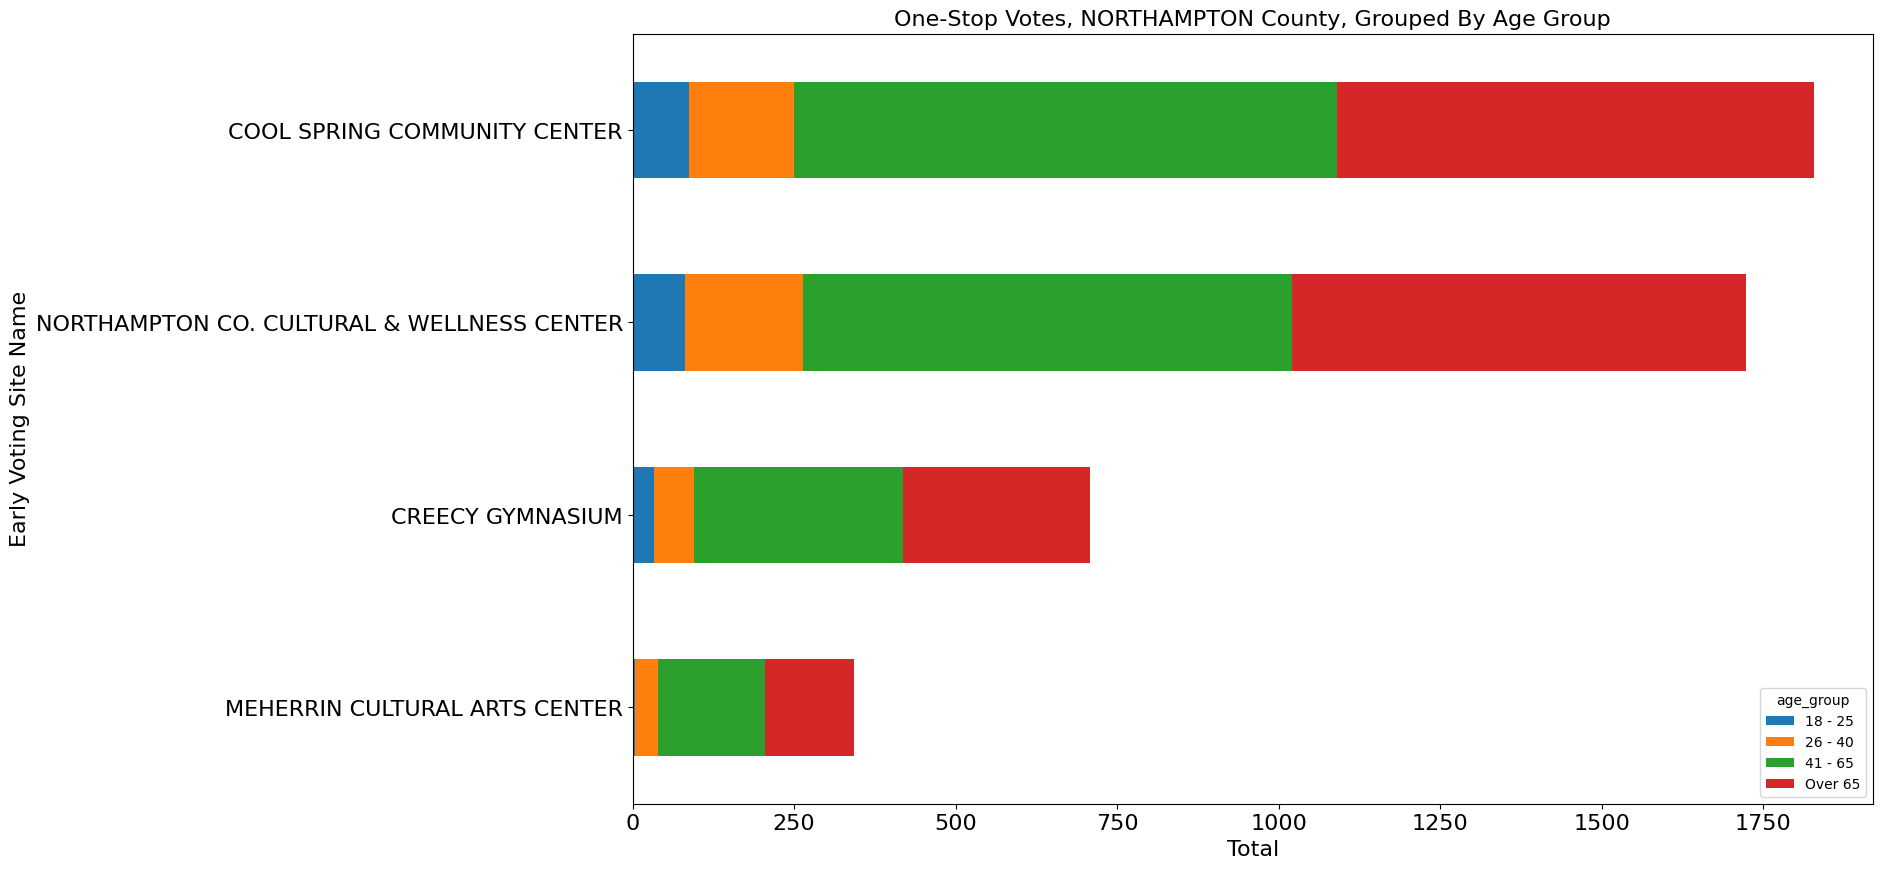 One-Stop Votes, NORTHAMPTON County, Grouped By Age Group
Early Voting Site Name
COOL SPRING COMMUNITY CENTER
NORTHAMPTON CO. CULTURAL & WELLNESS CENTER
CREECY GYMNASIUM
MEHERRIN CULTURAL ARTS CENTER
age_group
18 - 25
26 - 40
41 - 65
Over 65
0 250 500 750 1000 1250 1500 1750
Total